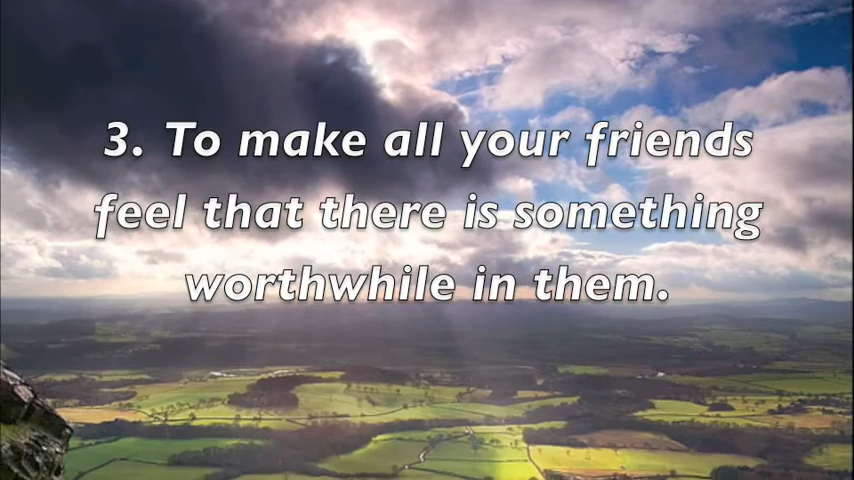 3. To make all your friends
feel that there is something
worthwhile in them.